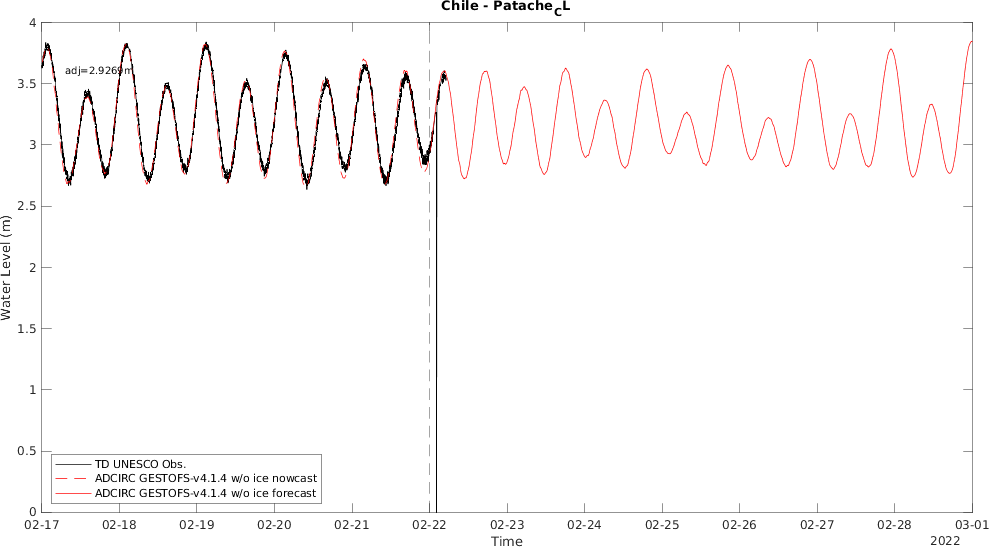 Chile - Patache_CL
adj=2.9269m
4
3.5
3
2.5
2
1.5
1
0.5
0
Water Level (m)
TD UNESCO Obs.
ADCIRC GESTOFS-v4.1.4 w/o ice nowcast
ADCIRC GESTOFS-v4.1.4 w/o ice forecast
02-17 02-18 02-19 02-20 02-21 02-22 02-23 02-24 02-25 02-26 02-27 02-28 03-01
Time
2022